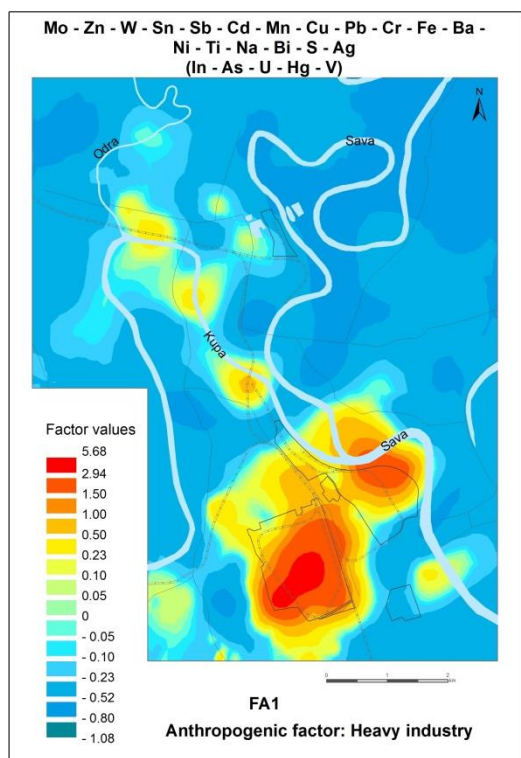 Mo - Zn - W - Sn - Sb - Cd - Mn - Cu - Pb - Cr - Fe - Ba -
Ni - Ti - Na - Bi - S - Ag
(In - As - U - Hg - V)
N
Odra
Sava
Kupa
Sava
Factor values
5.68
2.94
1.50
1.00
0.50
0.23
0.10
0.05
0
- 0.05
- 0.10
- 0.23
- 0.52
- 0.80
- 1.08
0 1 2
FA1
Anthropogenic factor: Heavy industry